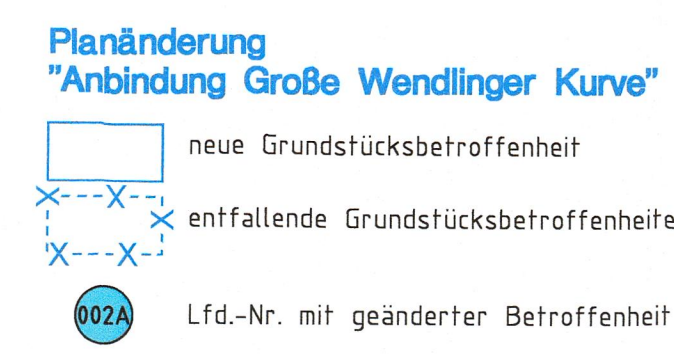 Planänderung
"Anbindung Große Wendlinger Kurve"
neue Grundstücksbetroffenheit
entfallende Grundstücksbetroffenheite
002A Lfd.-Nr. mit geänderter Betroffenheit